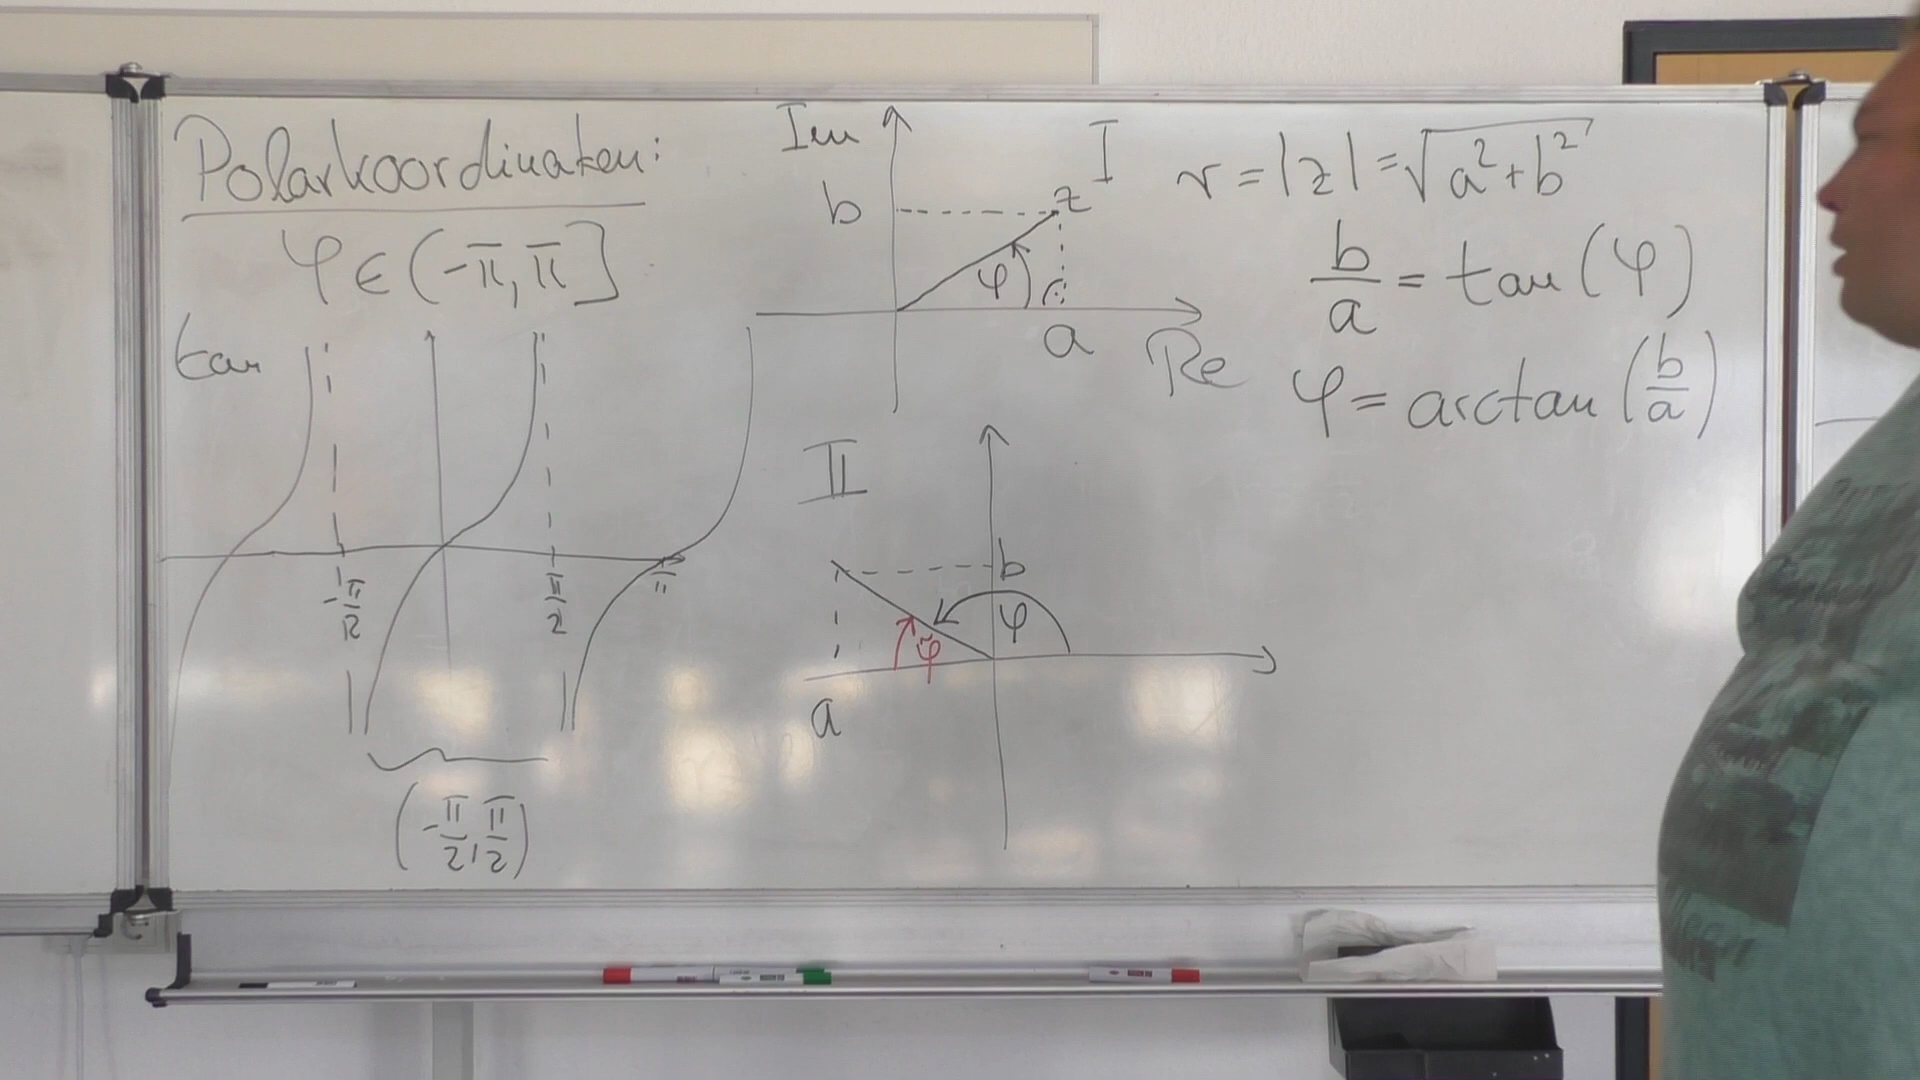 Polarkoordinaten:
φ ∈ (-π, π]
tan
-π/2
π/2
π
(-π/2, π/2)
Im
I
b
z
φ
a
Re
II
b
φ
φ̃
a
r = |z| = √(a² + b²)
b/a = tan(φ)
φ = arctan(b/a)